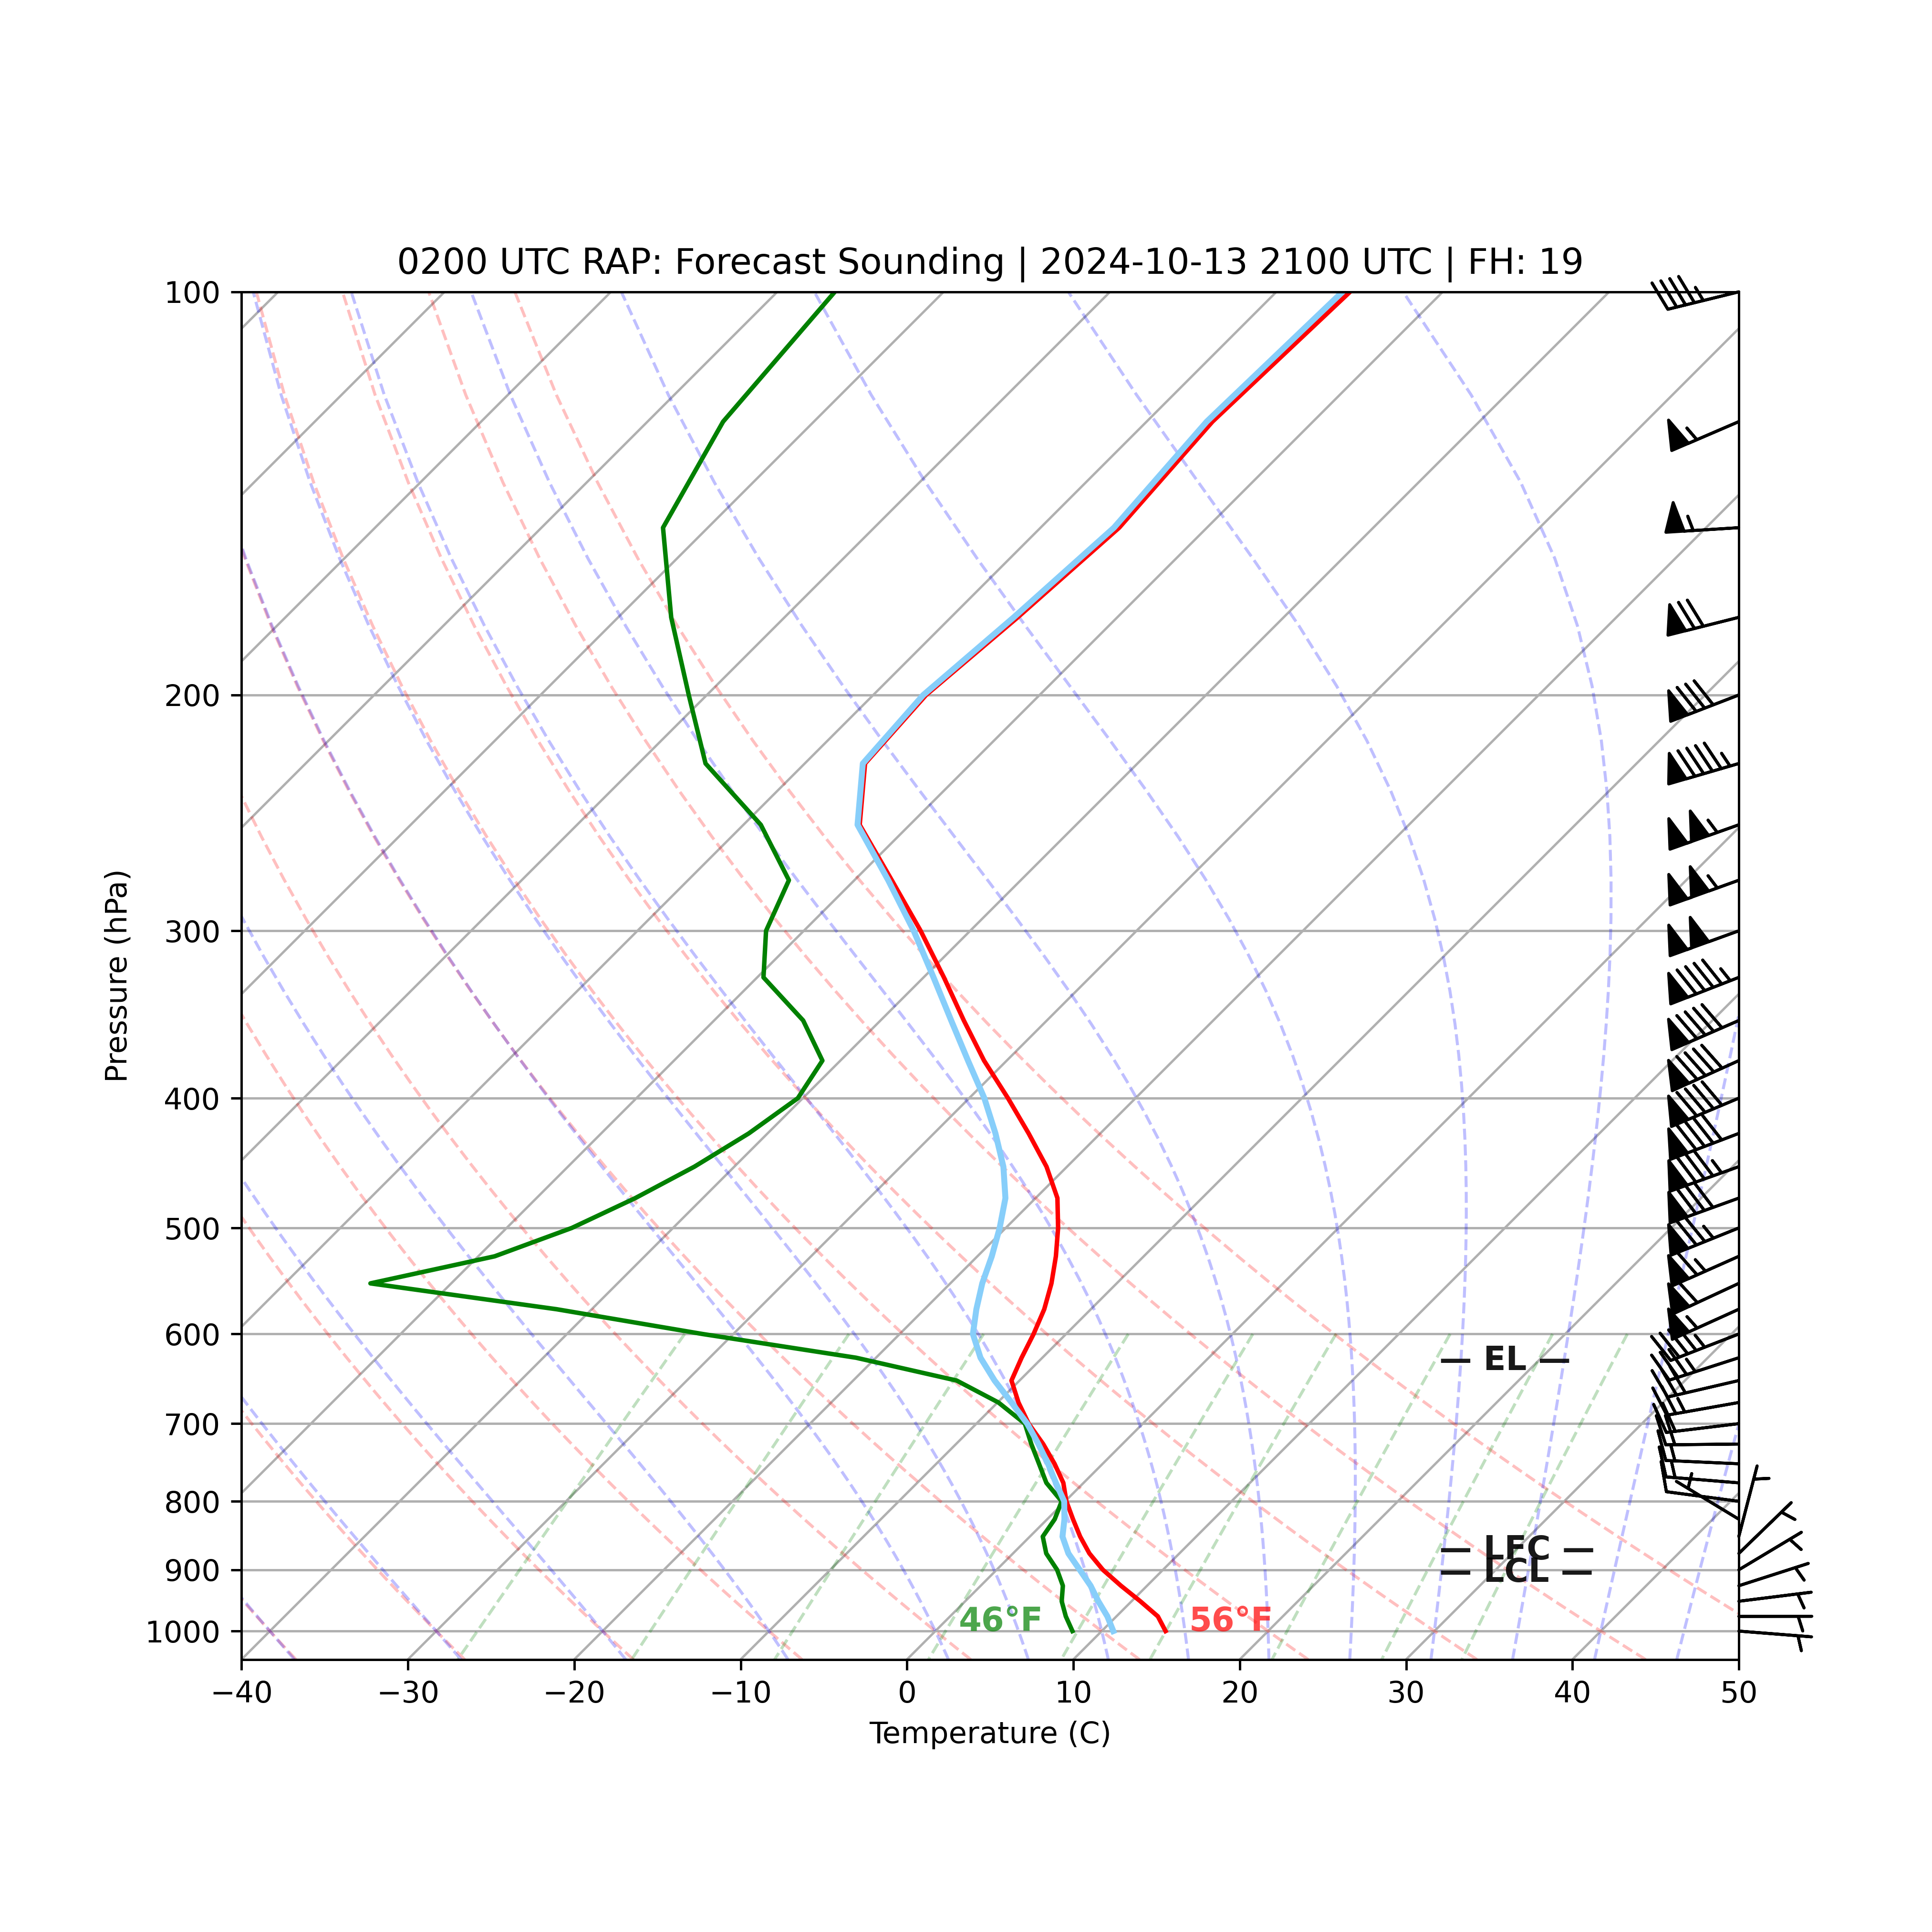 0200 UTC RAP: Forecast Sounding | 2024-10-13 2100 UTC | FH: 19
100
200
300
400
500
600
700
800
900
1000
Pressure (hPa)
— EL —
— LFC —
— LCL —
46°F
56°F
−40 −30 −20 −10 0 10 20 30 40 50
Temperature (C)